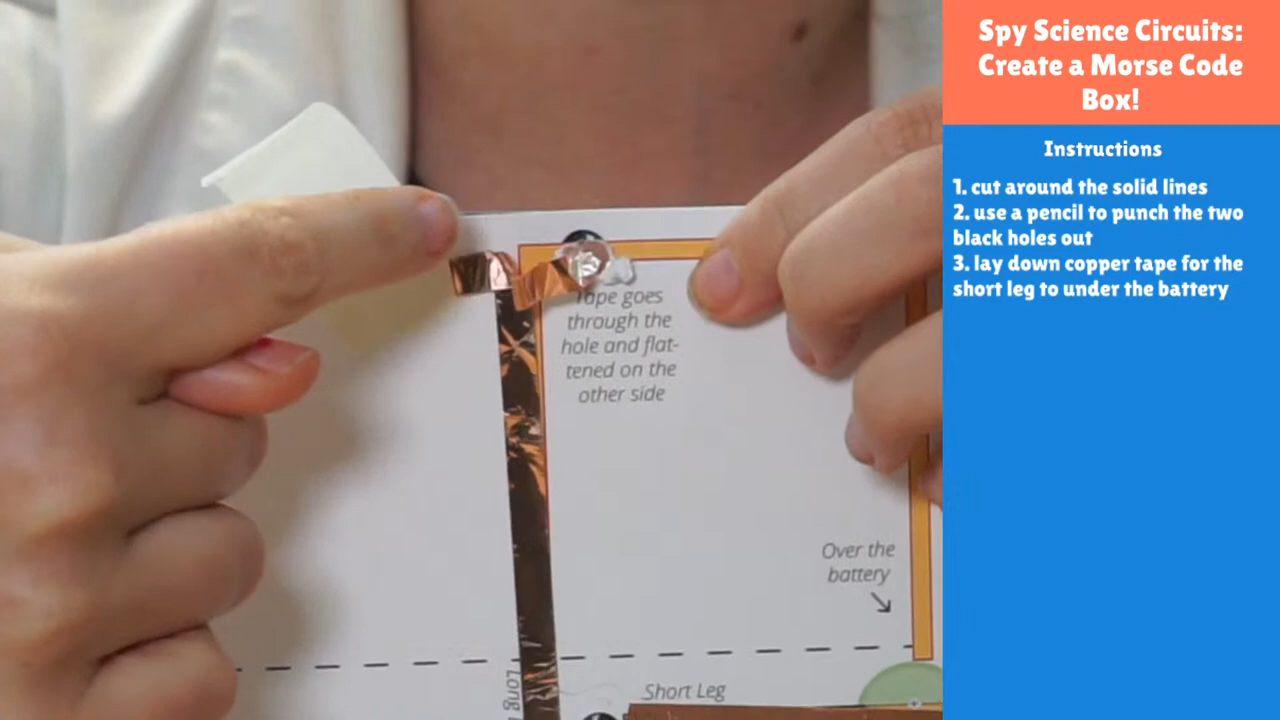 Spy Science Circuits:
Create a Morse Code
Box!
Instructions
1. cut around the solid lines
2. use a pencil to punch the two
black holes out
3. lay down copper tape for the
short leg to under the battery
Tape goes
through the
hole and flat-
tened on the
other side
Over the
battery
Short Leg
Long